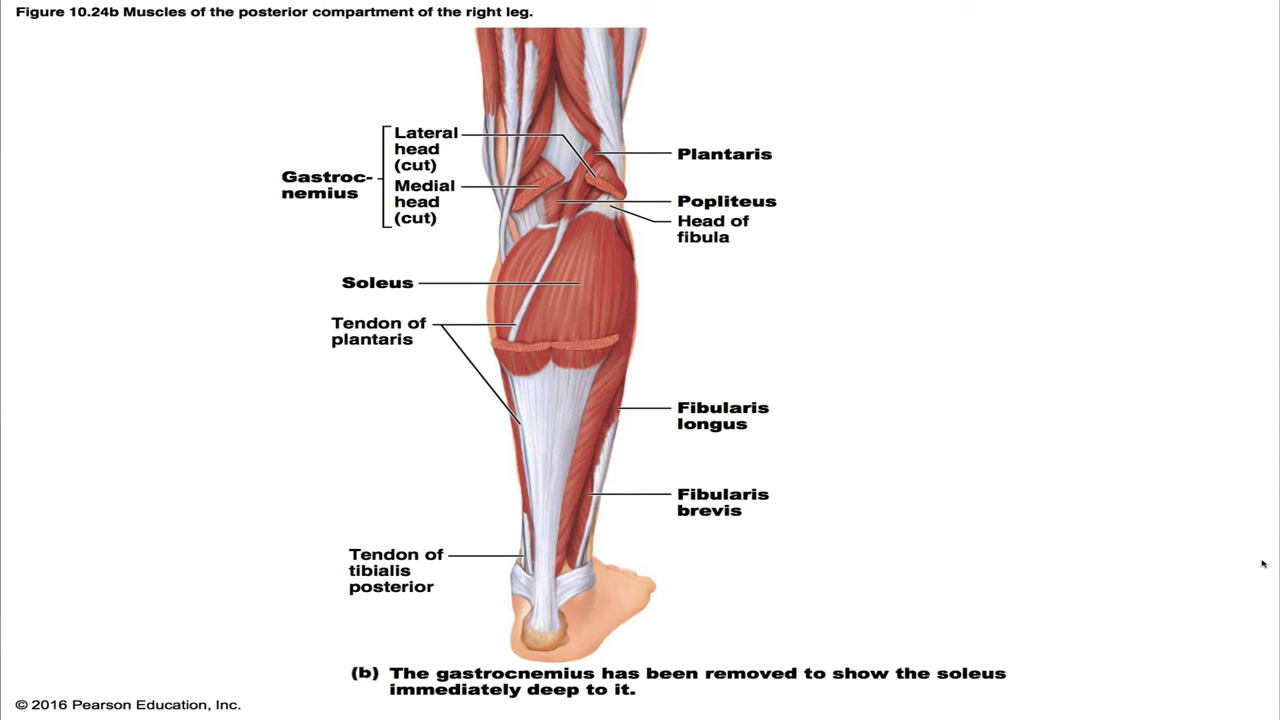 Figure 10.24b Muscles of the posterior compartment of the right leg.
Lateral
head
(cut)
Gastroc-
nemius
Medial
head
(cut)
Plantaris
Popliteus
Head of
fibula
Soleus
Tendon of
plantaris
Fibularis
longus
Fibularis
brevis
Tendon of
tibialis
posterior
(b) The gastrocnemius has been removed to show the soleus
immediately deep to it.
© 2016 Pearson Education, Inc.